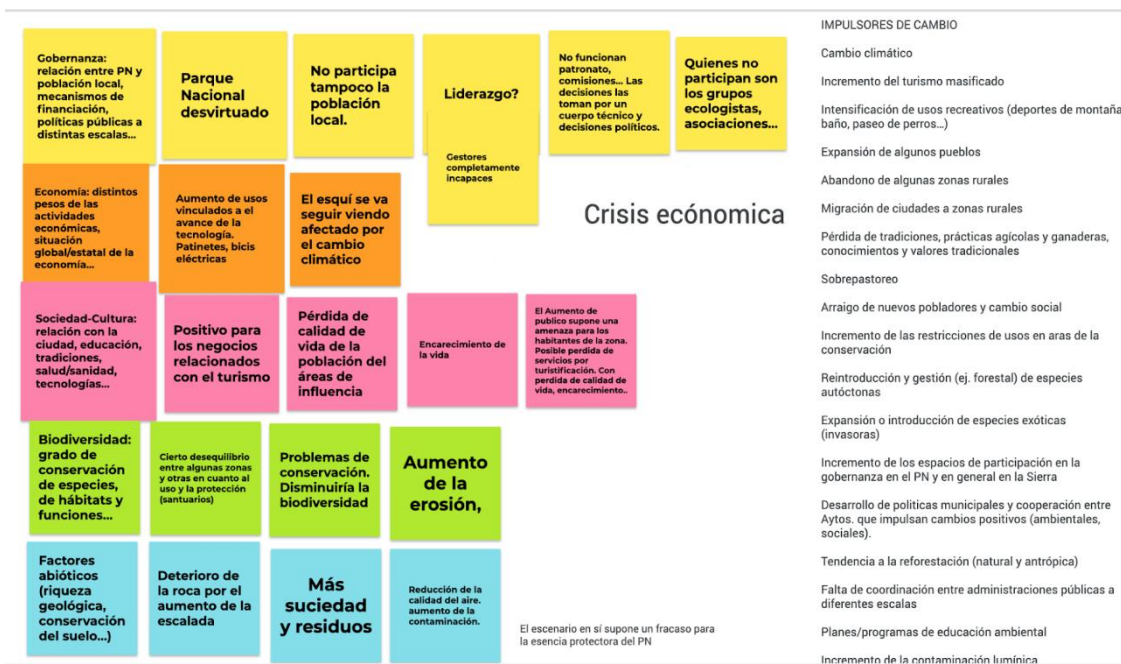 Gobernanza:
relación entre PN y
población local,
mecanismos de
financiación,
políticas públicas a
distintas escalas...
Parque
Nacional
desvirtuado
No participa
tampoco la
población
local.
Liderazgo?
No funcionan
patronato,
comisiones... Las
decisiones las
toman por un
cuerpo técnico y
decisiones políticos.
Quienes no
participan son
los grupos
ecologistas,
asociaciones...
Gestores
completamente
incapaces
Economía: distintos
pesos de las
actividades
económicas,
situación
global/estatal de la
economía...
Aumento de usos
vinculados a el
avance de la
tecnología.
Patinetes, bicis
eléctricas
El esquí se va
seguir viendo
afectado por
el cambio
climático
Crisis ecónomica
Sociedad-Cultura:
relación con la
ciudad, educación,
tradiciones,
salud/sanidad,
tecnologías...
Positivo para
los negocios
relacionados
con el turismo
Pérdida de
calidad de
vida de la
población del
áreas de
influencia
Encarecimiento de
la vida
El Aumento de
publico supone una
amenaza para los
habitantes de la zona.
Posible perdida de
servicios por
turistificación. Con
perdida de calidad de
vida, encarecimiento..
Biodiversidad:
grado de
conservación
de especies,
de hábitats y
funciones...
Cierto desequilibrio
entre algunas zonas
y otras en cuanto al
uso y la protección
(santuarios)
Problemas de
conservación.
Disminuiría la
biodiversidad
Aumento
de la
erosión,
Factores
abióticos
(riqueza
geológica,
conservación
del suelo...)
Deterioro de
la roca por el
aumento de la
escalada
Más
suciedad
y residuos
Reducción de la
calidad del aire.
aumento de la
contaminación.
El escenario en sí supone un fracaso para
la esencia protectora del PN
IMPULSORES DE CAMBIO
Cambio climático
Incremento del turismo masificado
Intensificación de usos recreativos (deportes de montaña
baño, paseo de perros...)
Expansión de algunos pueblos
Abandono de algunas zonas rurales
Migración de ciudades a zonas rurales
Pérdida de tradiciones, prácticas agícolas y ganaderas,
conocimientos y valores tradicionales
Sobrepastoreo
Arraigo de nuevos pobladores y cambio social
Incremento de las restricciones de usos en aras de la
conservación
Reintroducción y gestión (ej. forestal) de especies
autóctonas
Expansión o introducción de especies exóticas
(invasoras)
Incremento de los espacios de participación en la
gobernanza en el PN y en general en la Sierra
Desarrollo de politicas municipales y cooperación entre
Aytos. que impulsan cambios positivos (ambientales,
sociales).
Tendencia a la reforestación (natural y antrópica)
Falta de coordinación entre administraciones públicas a
diferentes escalas
Planes/programas de educación ambiental
Incremento de la contaminación lumínica